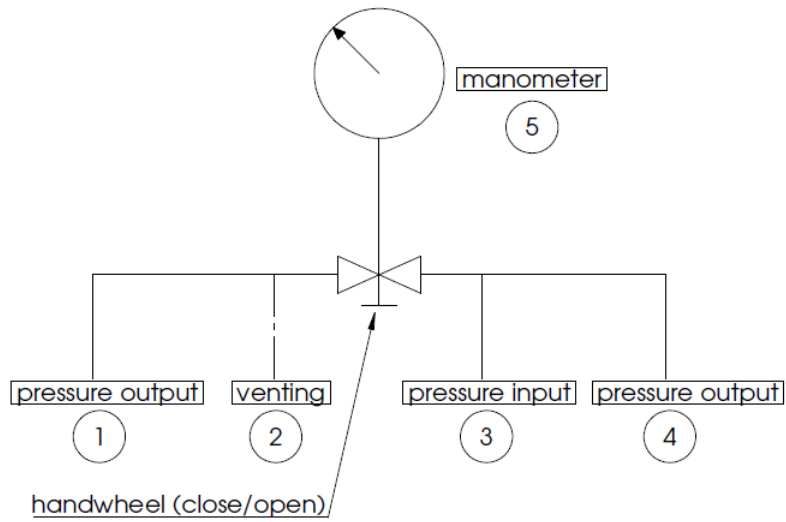 manometer
5
pressure output
venting
pressure input
pressure output
1
2
3
4
handwheel (close/open)